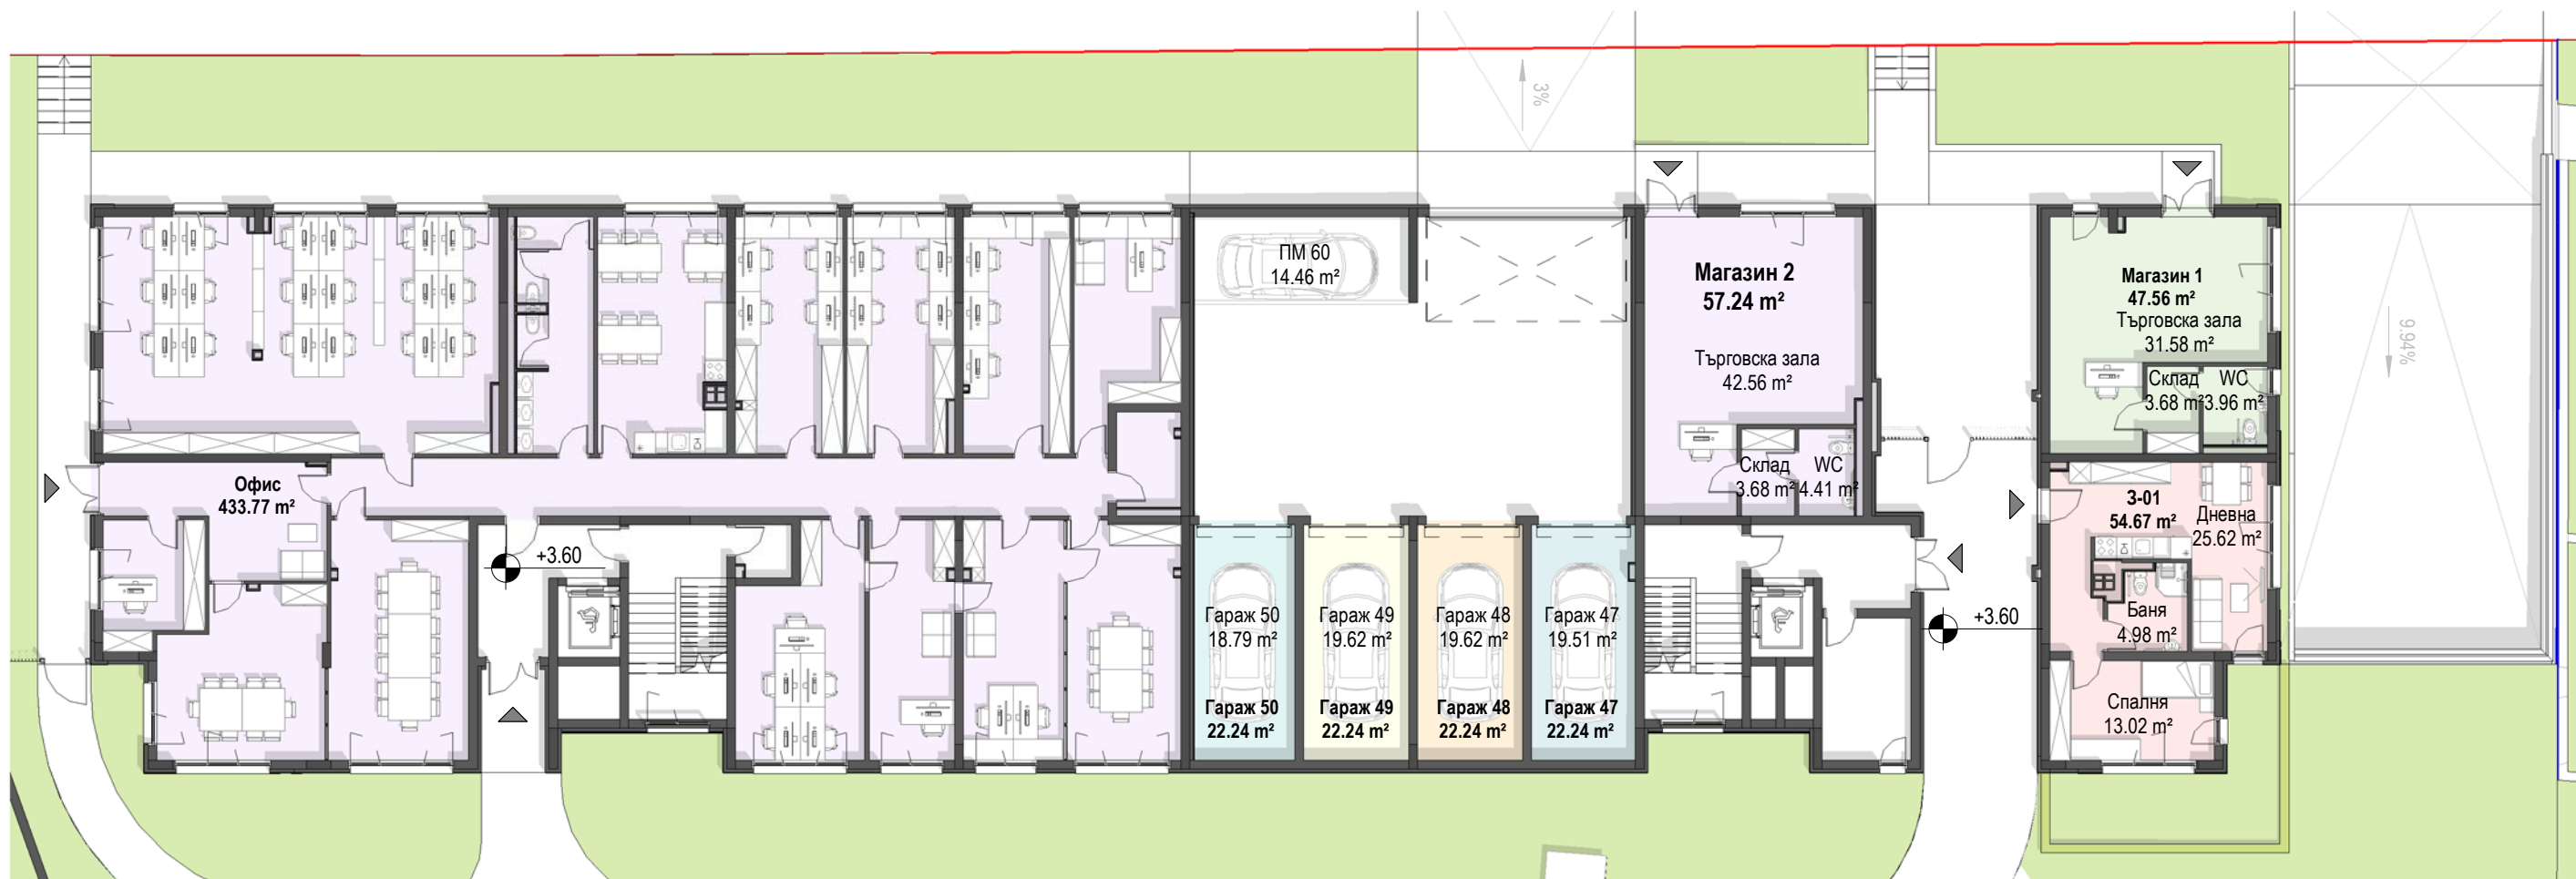 3%
ПМ 60
14.46 m²
Магазин 2
57.24 m²
Търговска зала
42.56 m²
Склад
3.68 m²
WC
4.41 m²
Магазин 1
47.56 m²
Търговска зала
31.58 m²
Склад
3.68 m²
WC
3.96 m²
9.94%
Офис
433.77 m²
+3.60
Гараж 50
18.79 m²
Гараж 50
22.24 m²
Гараж 49
19.62 m²
Гараж 49
22.24 m²
Гараж 48
19.62 m²
Гараж 48
22.24 m²
Гараж 47
19.51 m²
Гараж 47
22.24 m²
+3.60
З-01
54.67 m²
Дневна
25.62 m²
Баня
4.98 m²
Спалня
13.02 m²